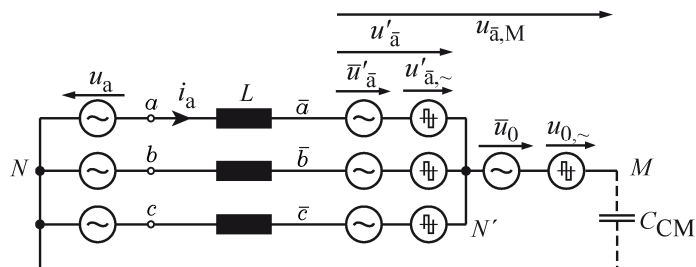 u_ā,M
u'_ā
ū'_ā u'_ā,~
u_a a i_a L ā ū_0 u_0,~
N b b̄ M
c c̄ N´ C_CM